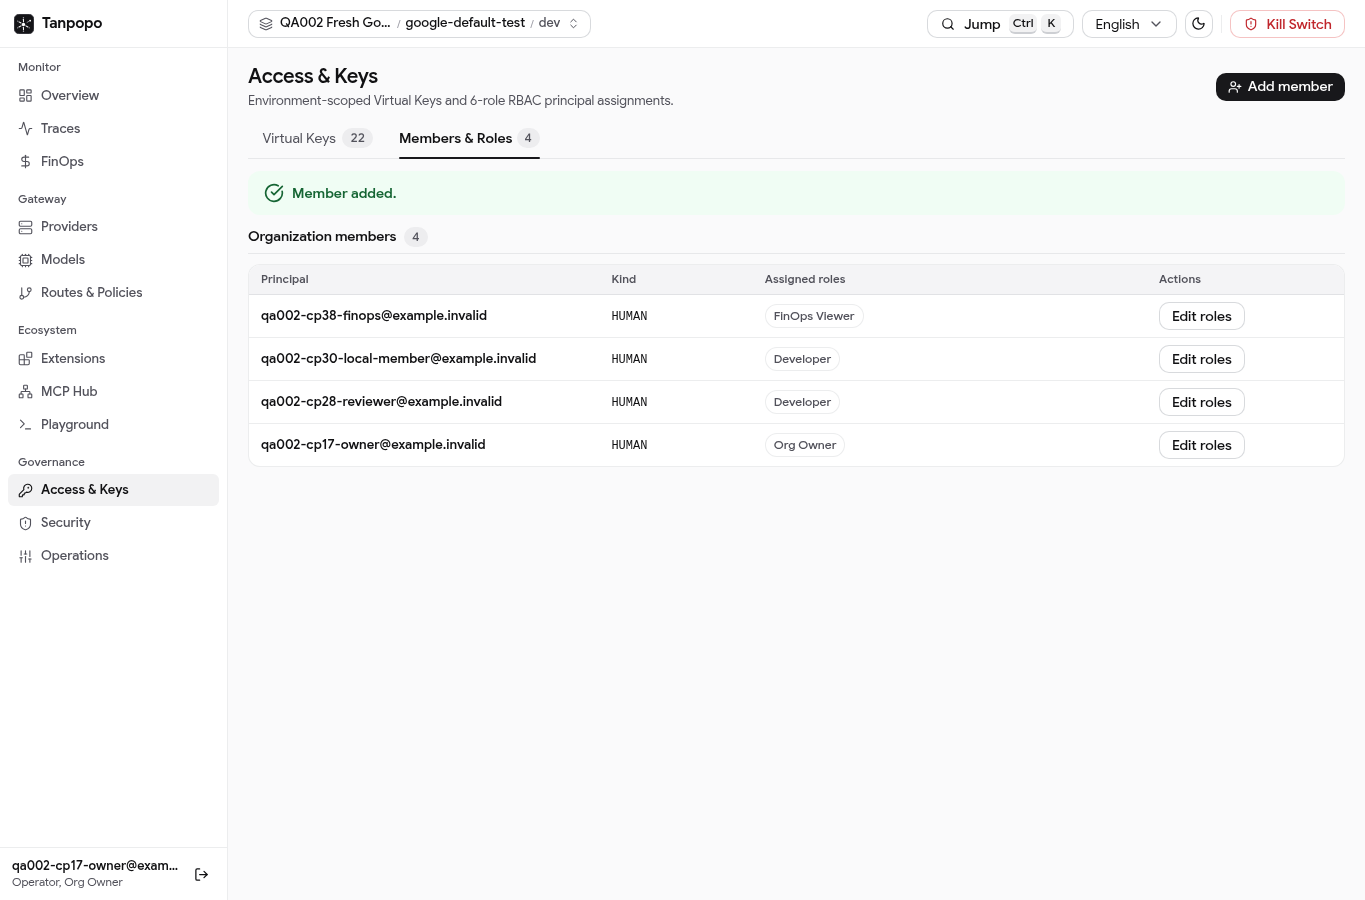 Tanpopo
QA002 Fresh Go... / google-default-test / dev
Jump Ctrl K
English
Kill Switch
Monitor
Overview
Traces
FinOps
Gateway
Providers
Models
Routes & Policies
Ecosystem
Extensions
MCP Hub
Playground
Governance
Access & Keys
Security
Operations
qa002-cp17-owner@exam...
Operator, Org Owner
Access & Keys
Environment-scoped Virtual Keys and 6-role RBAC principal assignments.
Add member
Virtual Keys 22
Members & Roles 4
Member added.
Organization members 4
Principal Kind Assigned roles Actions
qa002-cp38-finops@example.invalid HUMAN FinOps Viewer Edit roles
qa002-cp30-local-member@example.invalid HUMAN Developer Edit roles
qa002-cp28-reviewer@example.invalid HUMAN Developer Edit roles
qa002-cp17-owner@example.invalid HUMAN Org Owner Edit roles